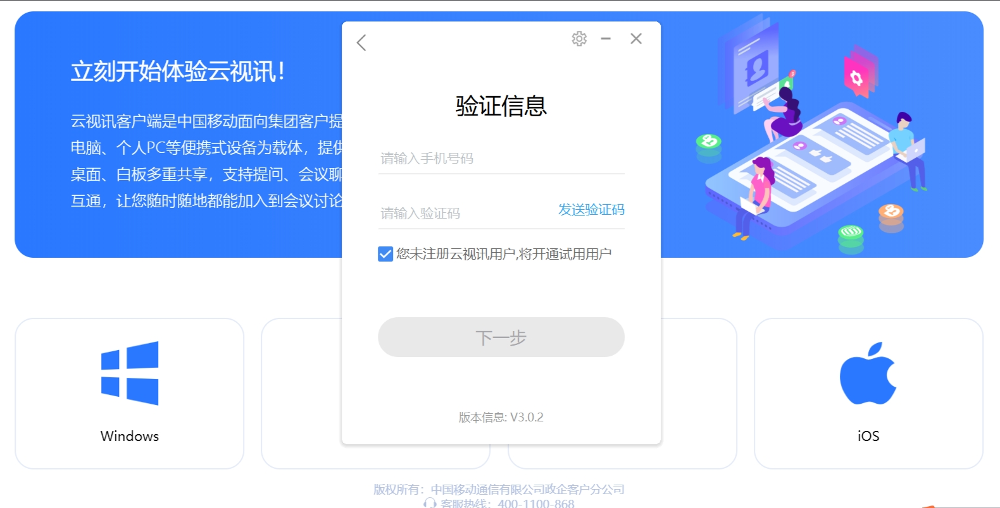 立刻开始体验云视讯！
云视讯客户端是中国移动面向集团客户提
电脑、个人PC等便携式设备为载体，提供
桌面、白板多重共享，支持提问、会议聊
互通，让您随时随地都能加入到会议讨论
验证信息
请输入手机号码
请输入验证码
发送验证码
您未注册云视讯用户,将开通试用用户
下一步
版本信息: V3.0.2
Windows
iOS
版权所有：中国移动通信有限公司政企客户分公司
客服热线：400-1100-868